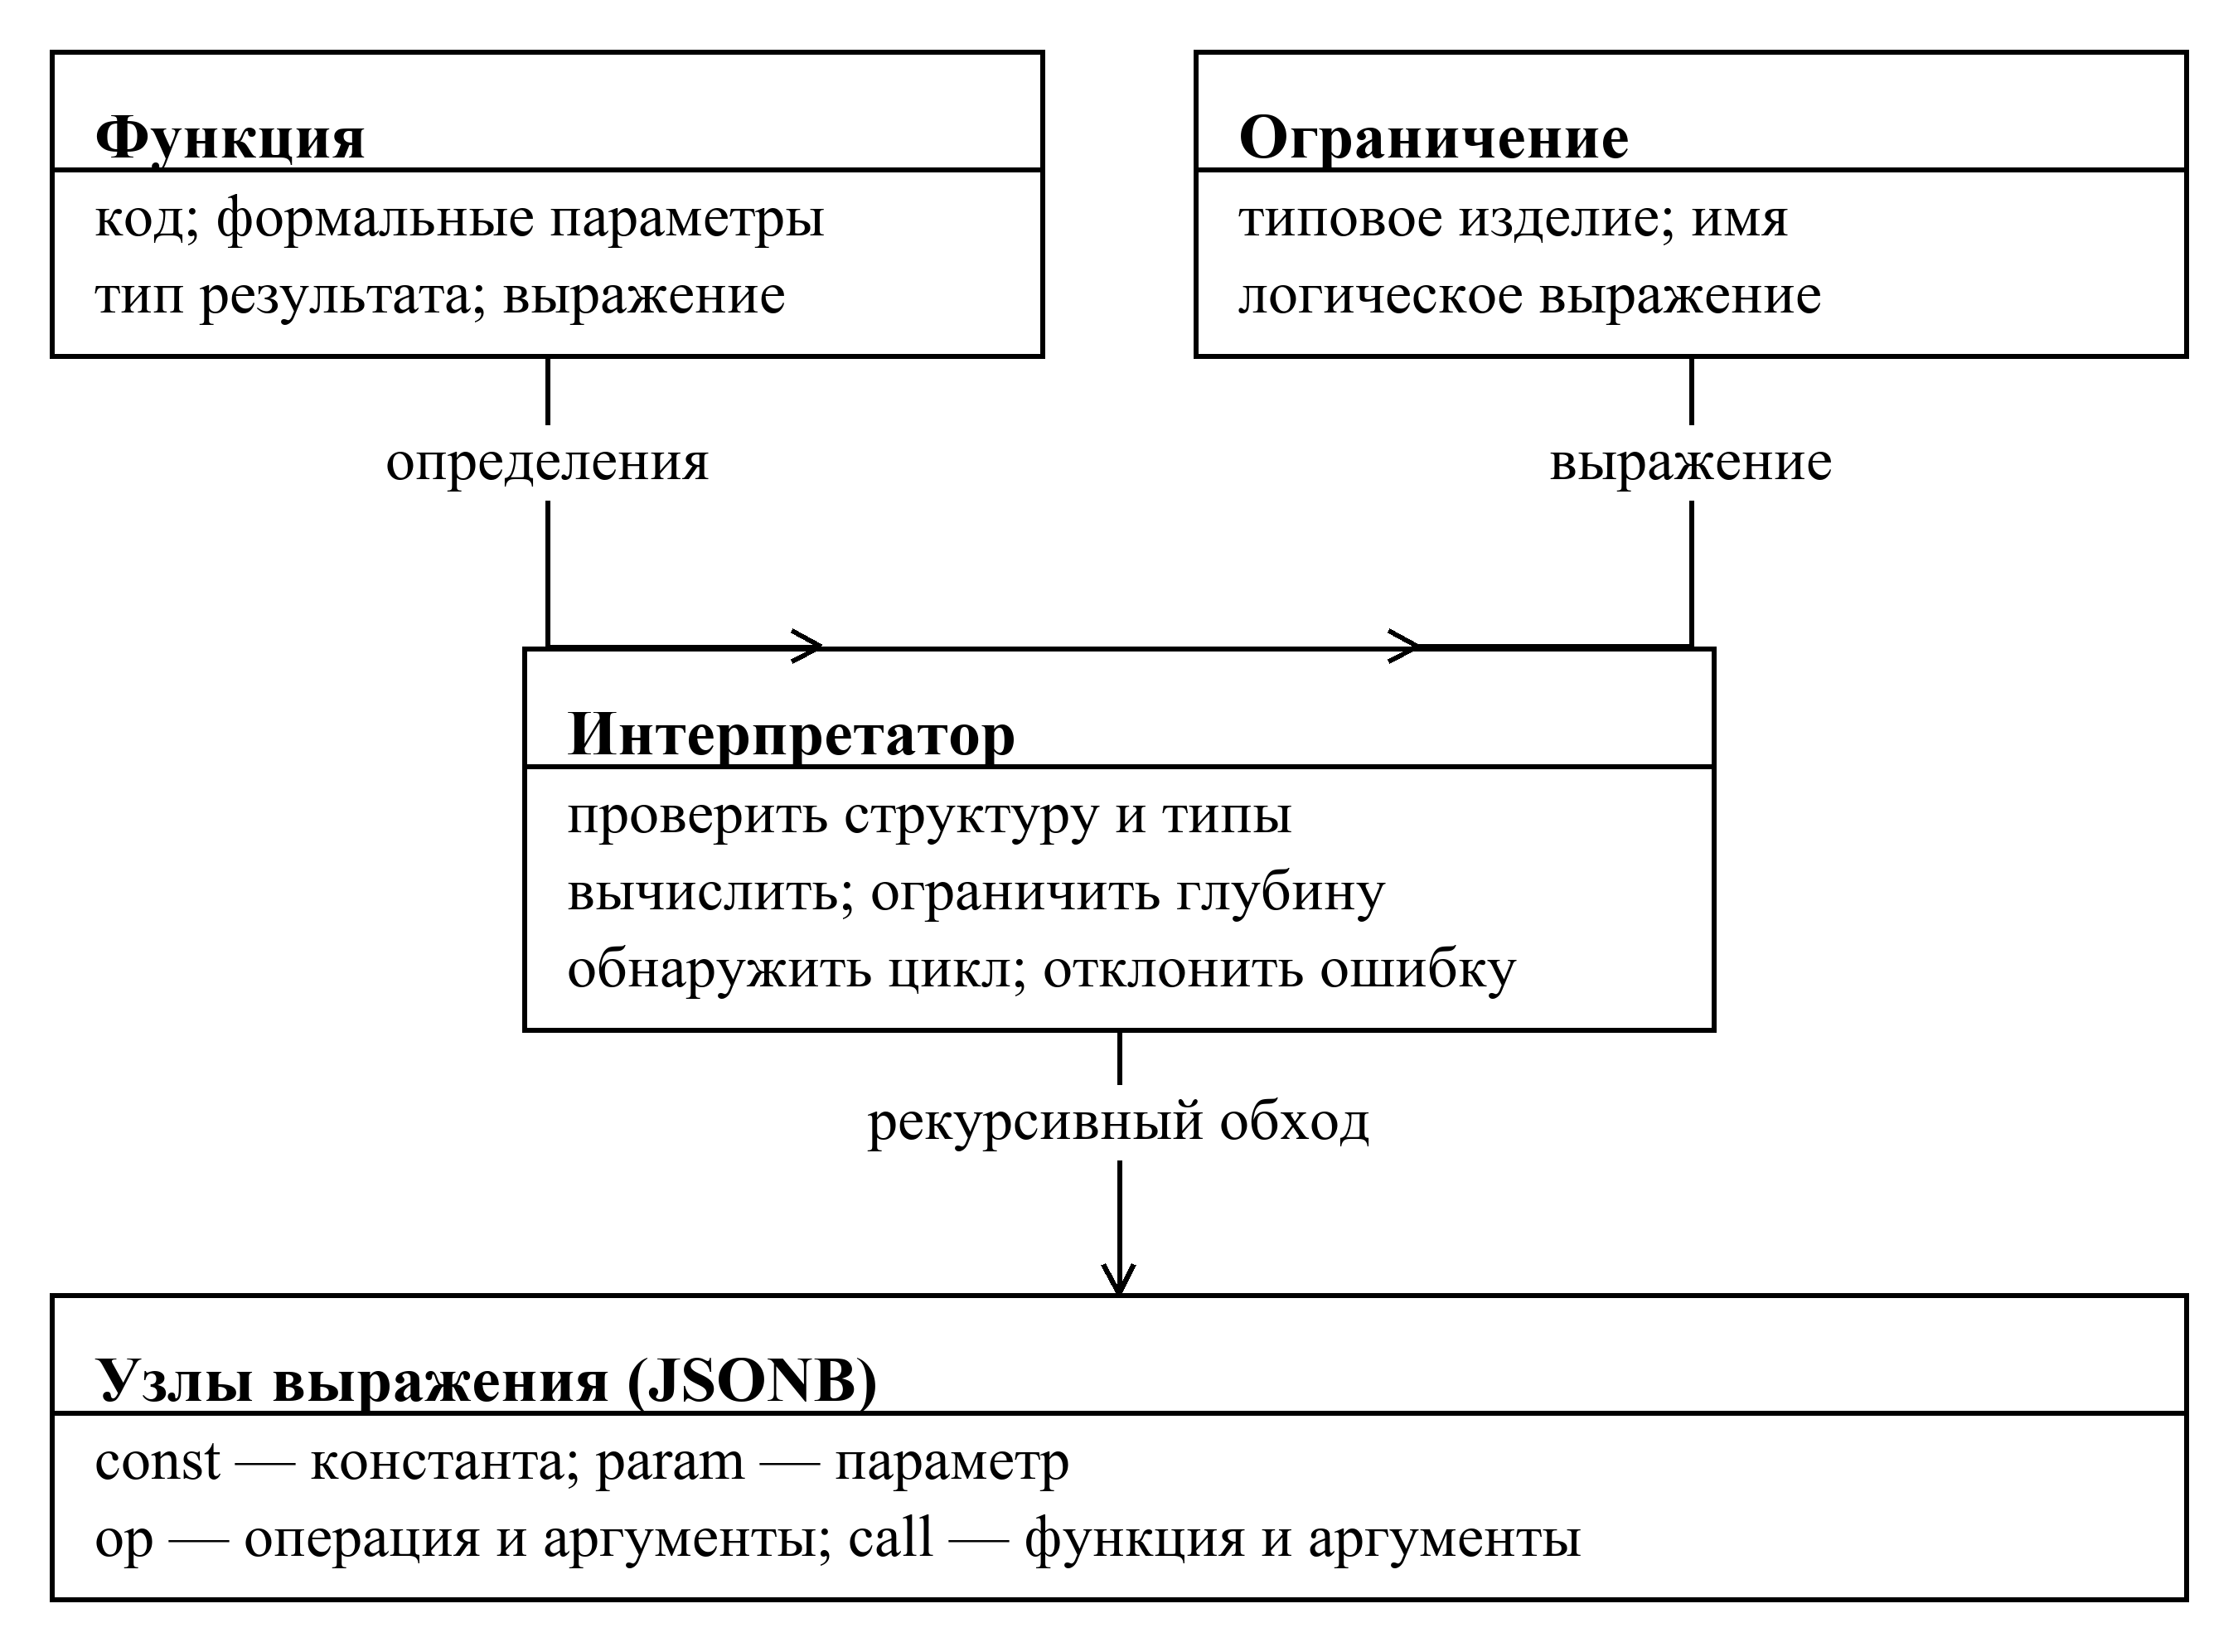 Функция
код; формальные параметры
тип результата; выражение
Ограничение
типовое изделие; имя
логическое выражение
определения
выражение
Интерпретатор
проверить структуру и типы
вычислить; ограничить глубину
обнаружить цикл; отклонить ошибку
рекурсивный обход
Узлы выражения (JSONB)
const — константа; param — параметр
op — операция и аргументы; call — функция и аргументы